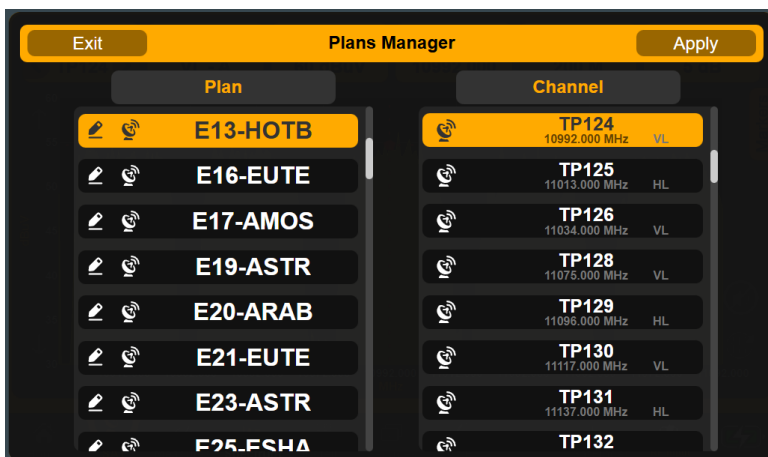 Exit Plans Manager Apply
Plan Channel
E13-HOTB
E16-EUTE
E17-AMOS
E19-ASTR
E20-ARAB
E21-EUTE
E23-ASTR
E25-ESHA
TP124
10992.000 MHz VL
TP125
11013.000 MHz HL
TP126
11034.000 MHz VL
TP128
11075.000 MHz VL
TP129
11096.000 MHz HL
TP130
11117.000 MHz VL
TP131
11137.000 MHz HL
TP132